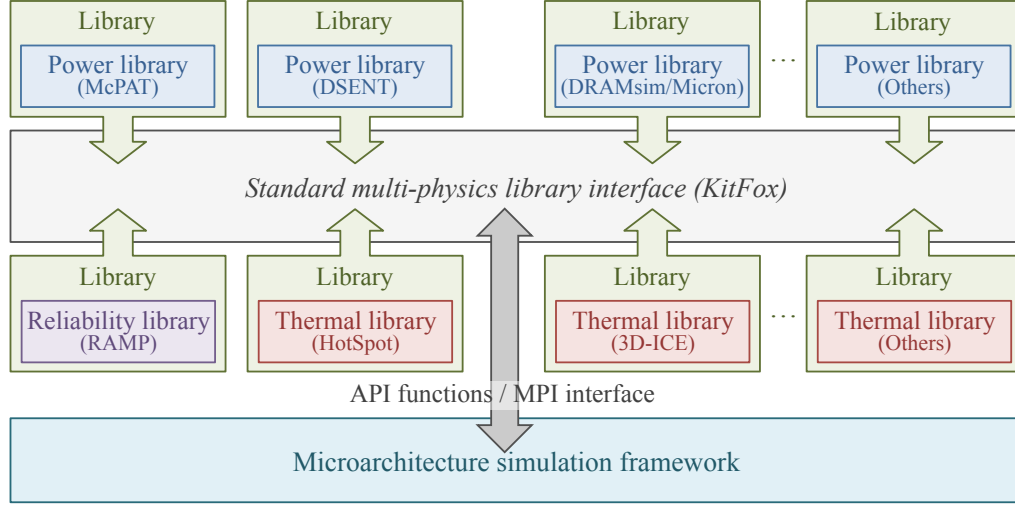 Library
Power library
(McPAT)
Library
Power library
(DSENT)
Library
Power library
(DRAMsim/Micron)
...
Library
Power library
(Others)
Standard multi-physics library interface (KitFox)
Library
Reliability library
(RAMP)
Library
Thermal library
(HotSpot)
Library
Thermal library
(3D-ICE)
...
Library
Thermal library
(Others)
API functions / MPI interface
Microarchitecture simulation framework